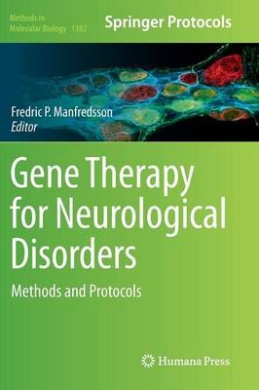 Methods in
Molecular Biology 1382
Springer Protocols
Fredric P. Manfredsson
Editor
Gene Therapy
for Neurological
Disorders
Methods and Protocols
Humana Press